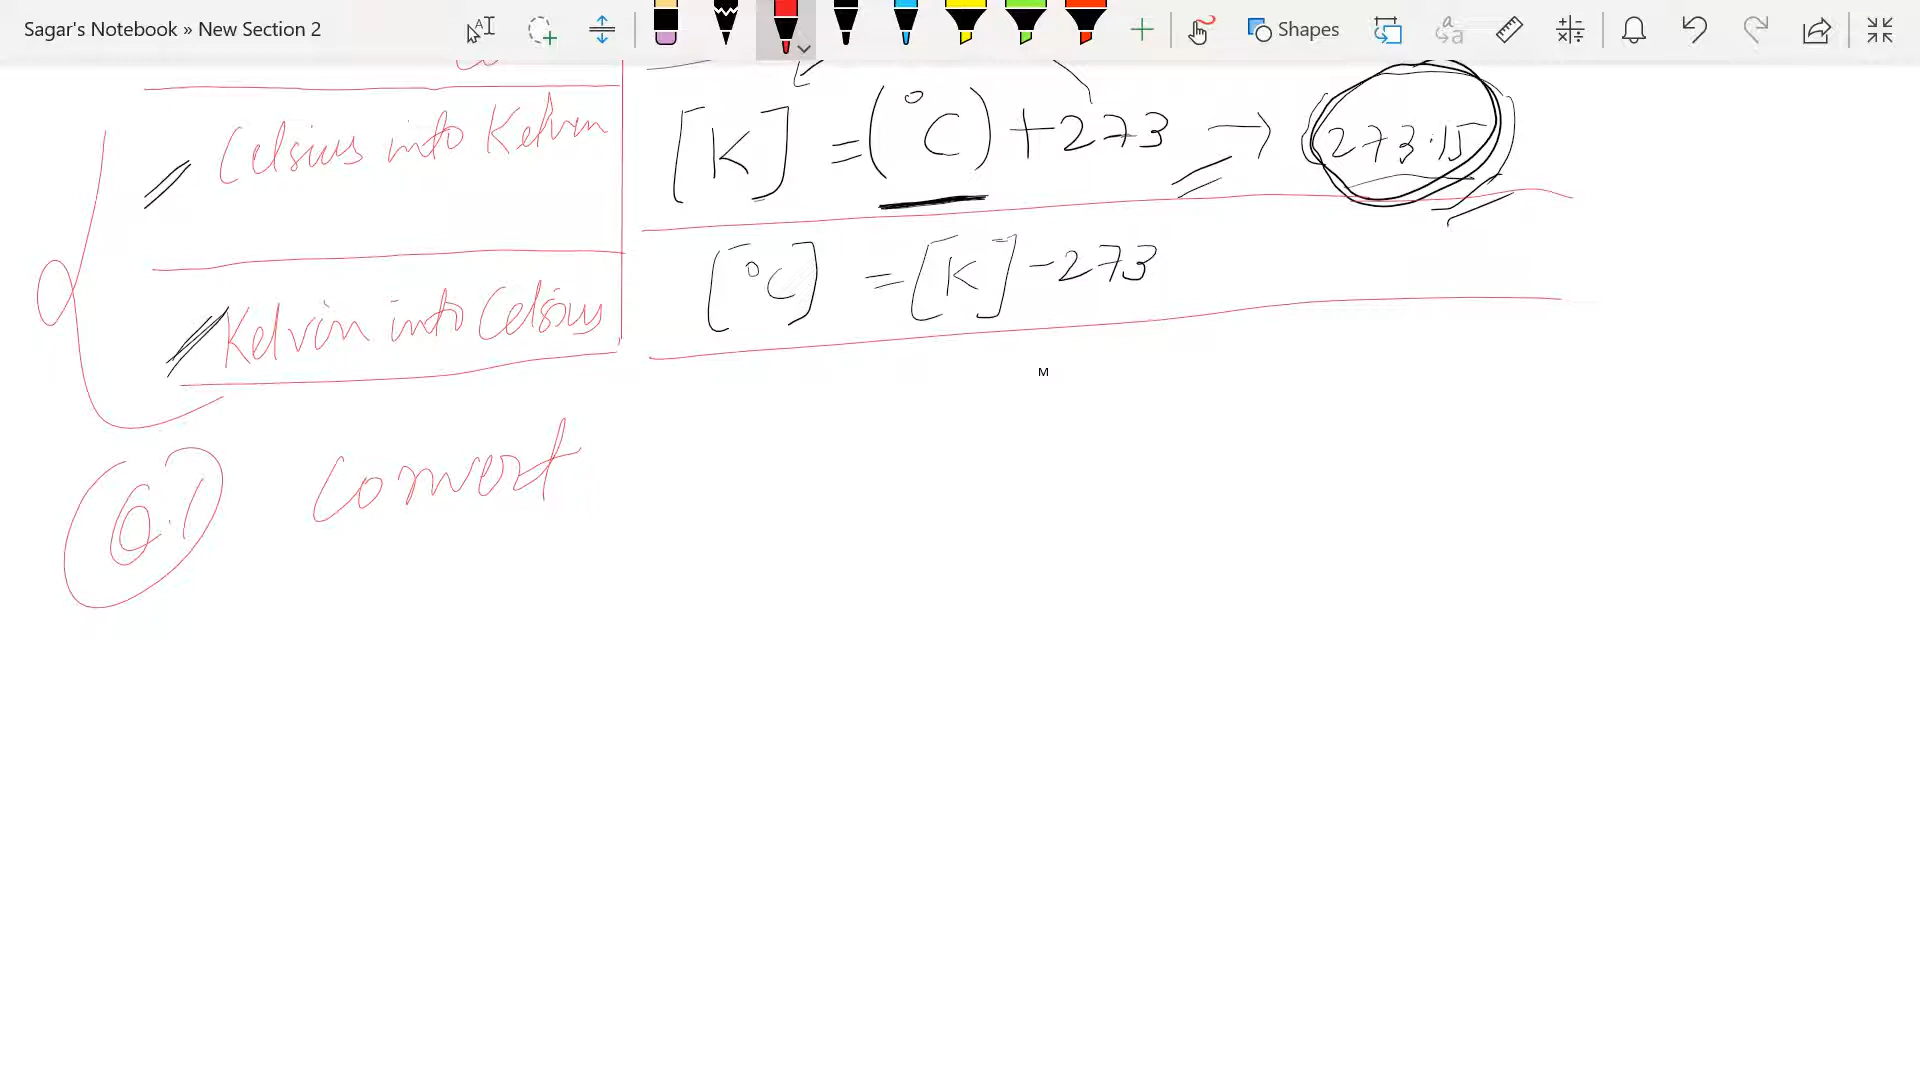 Sagar's Notebook » New Section 2
Shapes
Celsius into Kelvin
[K] = (°C) + 273 → (273.15)
[°C] = [K] - 273
Kelvin into Celsius
Q.1 Convert